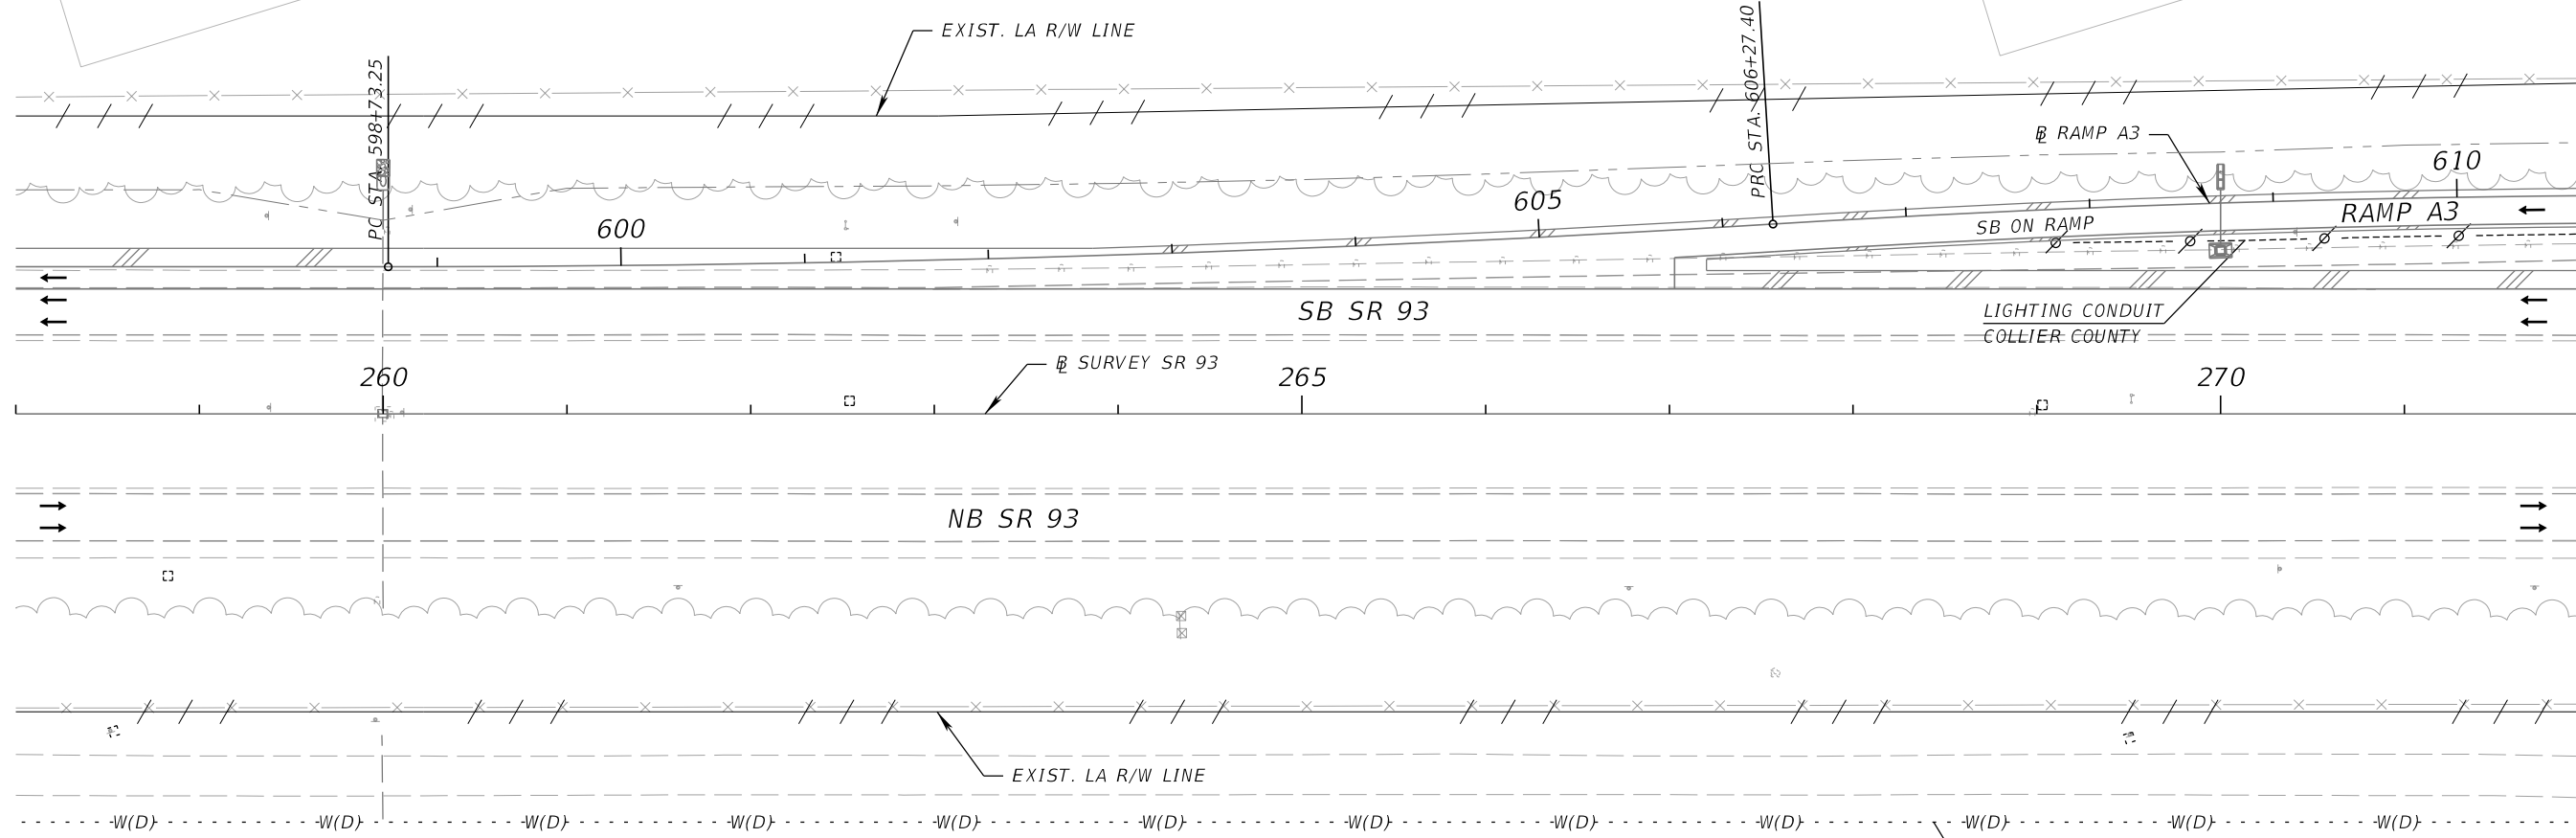 EXIST. LA R/W LINE
PC STA. 598+73.25
PRC STA. 606+27.40
℄ RAMP A3
600
605
610
SB ON RAMP
RAMP A3
SB SR 93
LIGHTING CONDUIT
COLLIER COUNTY
℄ SURVEY SR 93
260
265
270
NB SR 93
EXIST. LA R/W LINE
W(D) W(D) W(D) W(D) W(D) W(D) W(D) W(D) W(D) W(D) W(D) W(D)